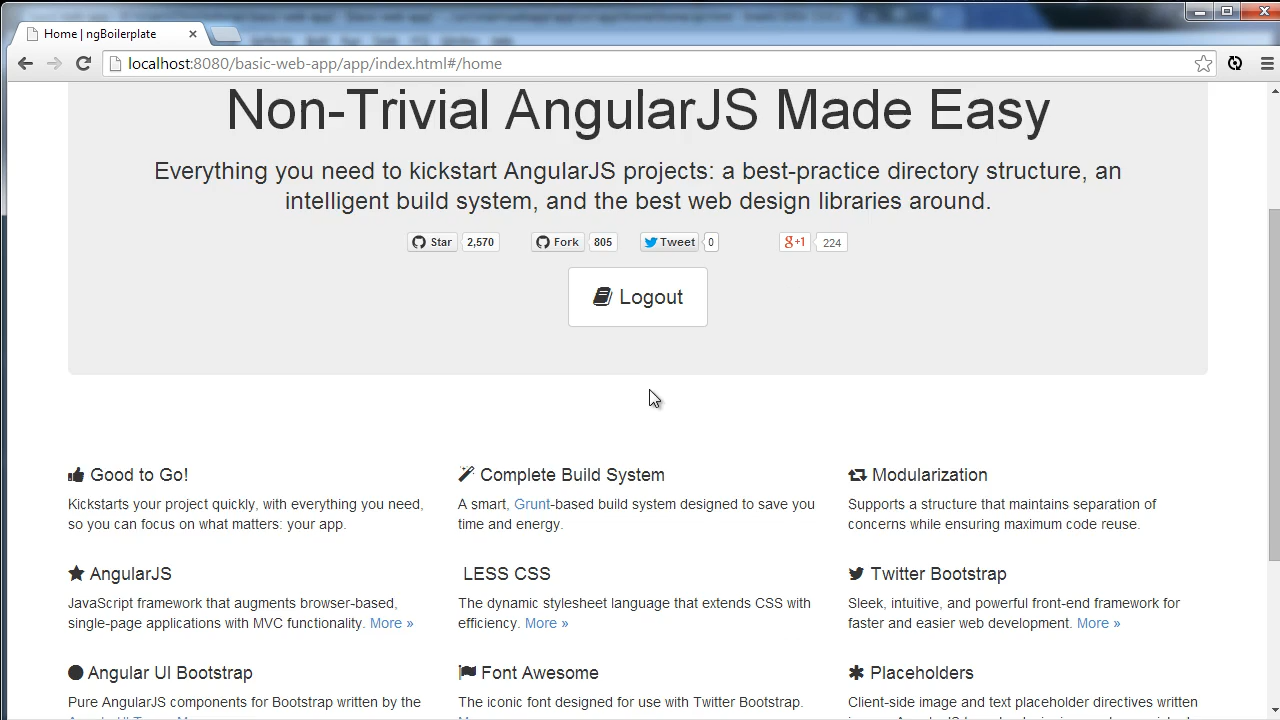 Home | ngBoilerplate
localhost:8080/basic-web-app/app/index.html#/home
Non-Trivial AngularJS Made Easy
Everything you need to kickstart AngularJS projects: a best-practice directory structure, an
intelligent build system, and the best web design libraries around.
Star 2,570 Fork 805 Tweet 0 g+1 224
Logout
Good to Go! Complete Build System Modularization
Kickstarts your project quickly, with everything you need, A smart, Grunt-based build system designed to save you Supports a structure that maintains separation of
so you can focus on what matters: your app. time and energy. concerns while ensuring maximum code reuse.
AngularJS LESS CSS Twitter Bootstrap
JavaScript framework that augments browser-based, The dynamic stylesheet language that extends CSS with Sleek, intuitive, and powerful front-end framework for
single-page applications with MVC functionality. More » efficiency. More » faster and easier web development. More »
Angular UI Bootstrap Font Awesome Placeholders
Pure AngularJS components for Bootstrap written by the The iconic font designed for use with Twitter Bootstrap. Client-side image and text placeholder directives written